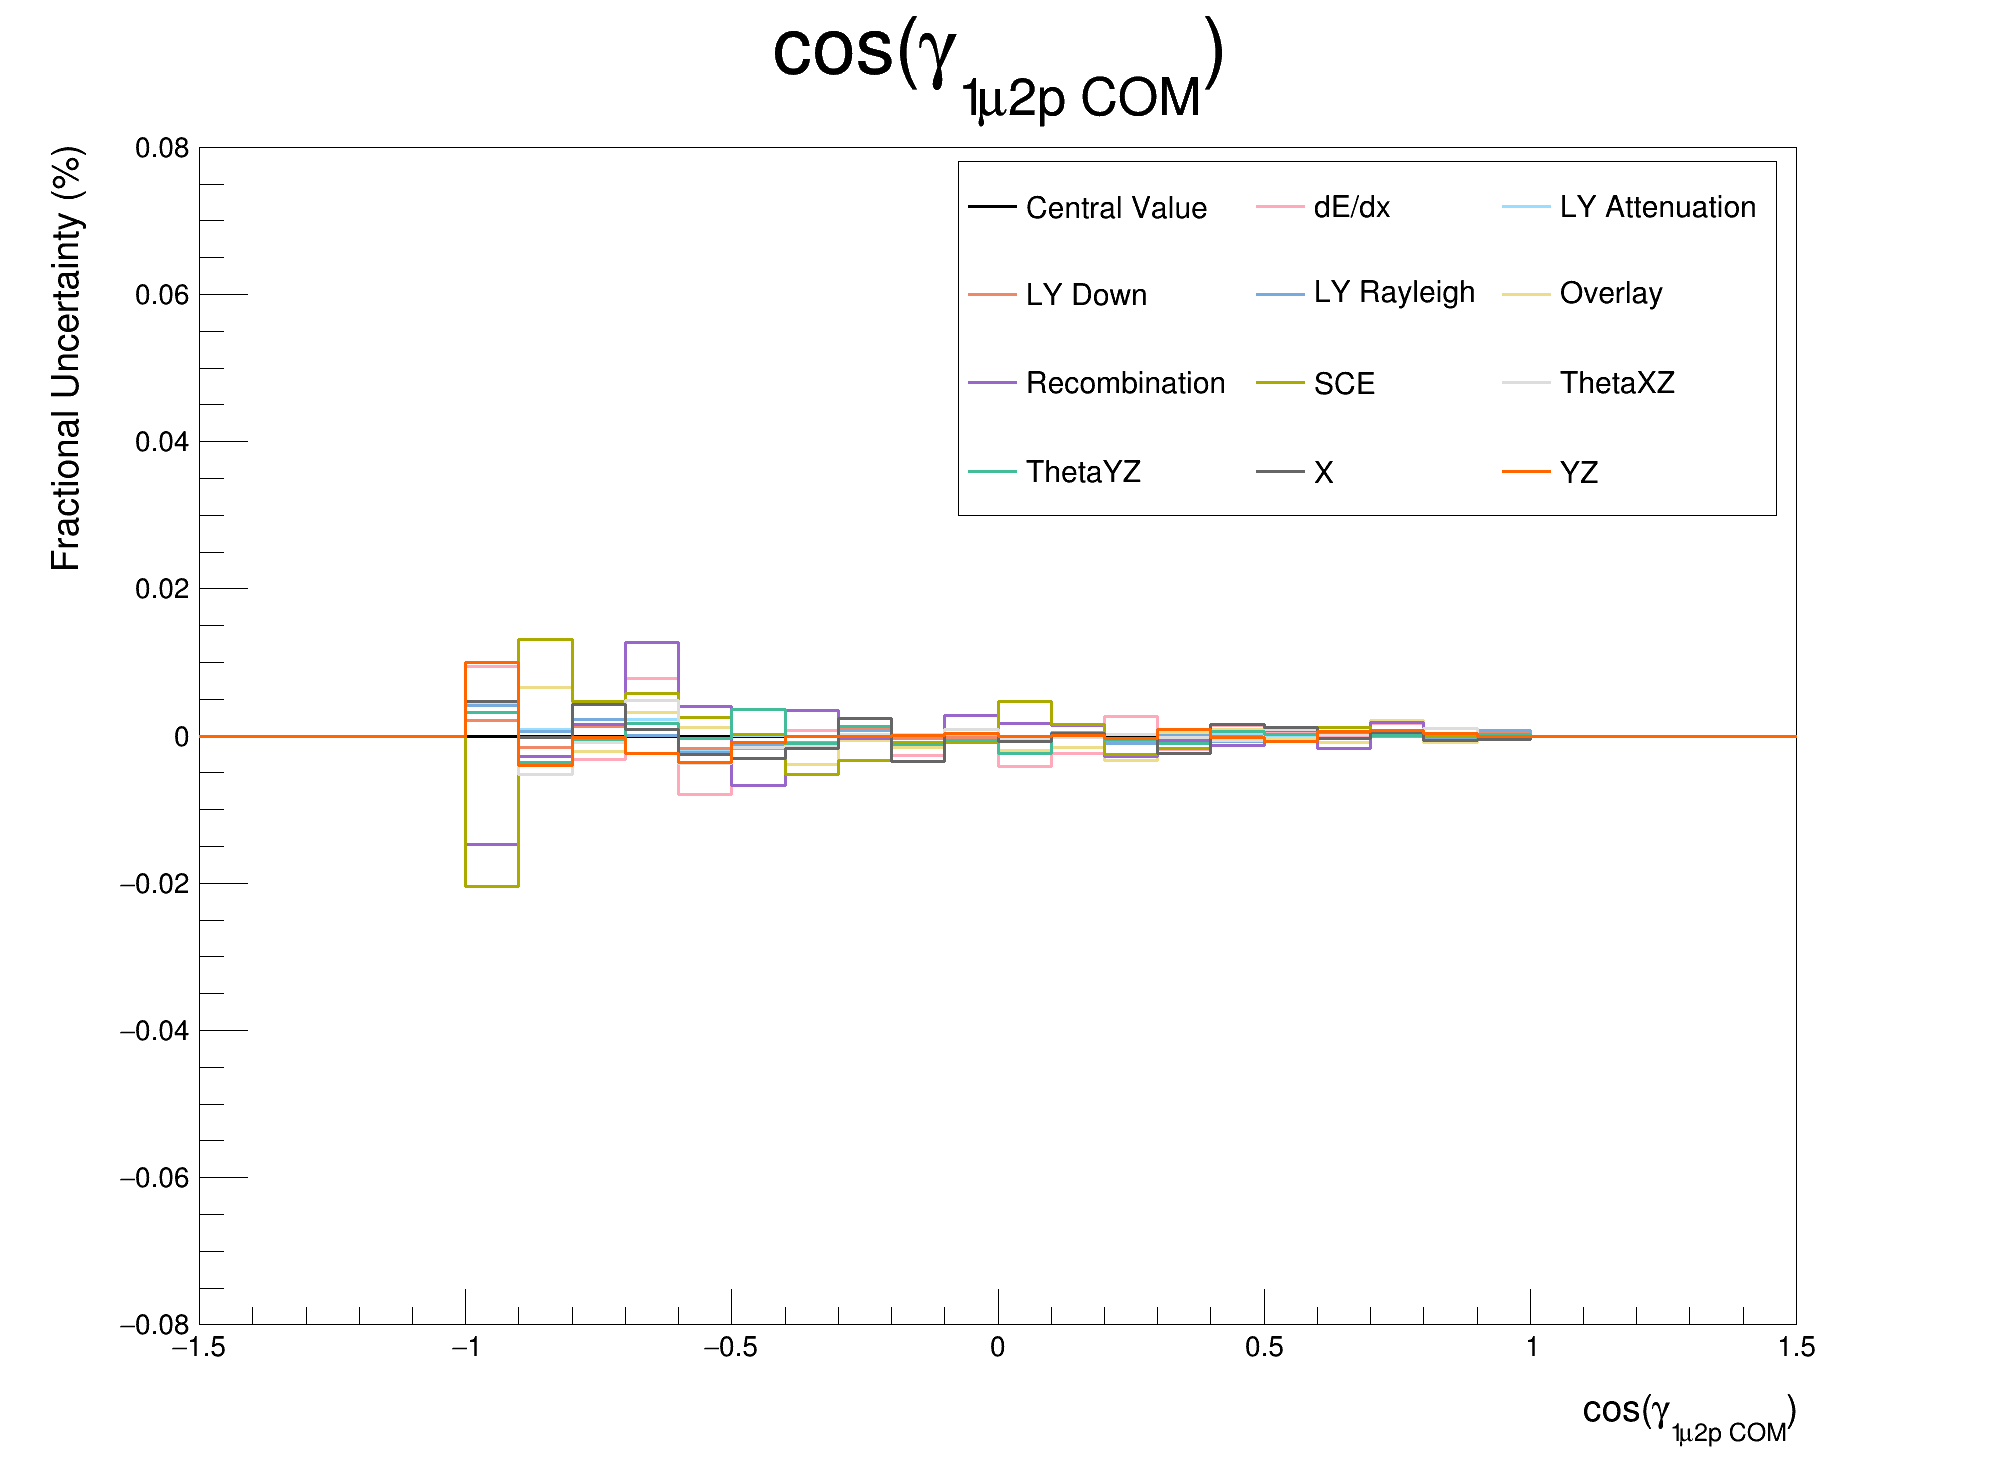 cos(γ1μ2p COM)
Fractional Uncertainty (%)
0.08
0.06
0.04
0.02
0
−0.02
−0.04
−0.06
−0.08
Central Value dE/dx LY Attenuation
LY Down LY Rayleigh Overlay
Recombination SCE ThetaXZ
ThetaYZ X YZ
−1.5 −1 −0.5 0 0.5 1 1.5
cos(γ1μ2p COM)